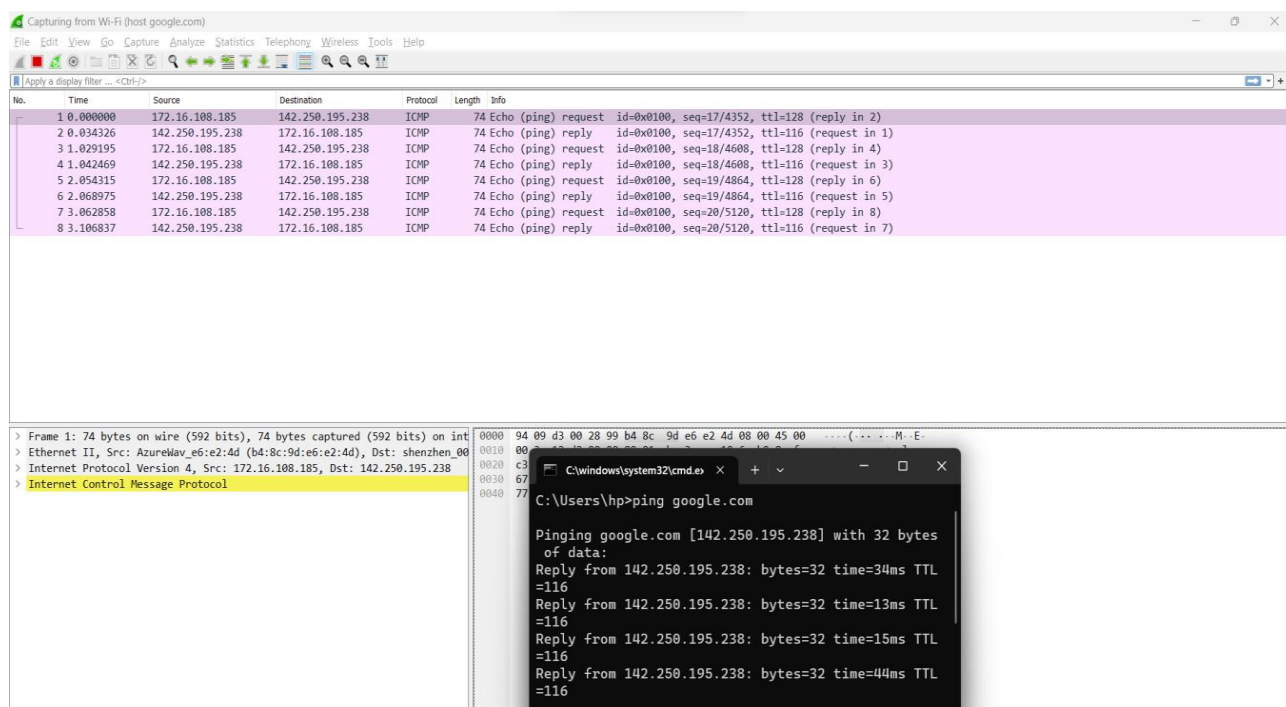 Capturing from Wi-Fi (host google.com)
File Edit View Go Capture Analyze Statistics Telephony Wireless Tools Help
Apply a display filter ... <Ctrl-/>
No. Time Source Destination Protocol Length Info
1 0.000000 172.16.108.185 142.250.195.238 ICMP 74 Echo (ping) request id=0x0100, seq=17/4352, ttl=128 (reply in 2)
2 0.034326 142.250.195.238 172.16.108.185 ICMP 74 Echo (ping) reply id=0x0100, seq=17/4352, ttl=116 (request in 1)
3 1.029195 172.16.108.185 142.250.195.238 ICMP 74 Echo (ping) request id=0x0100, seq=18/4608, ttl=128 (reply in 4)
4 1.042469 142.250.195.238 172.16.108.185 ICMP 74 Echo (ping) reply id=0x0100, seq=18/4608, ttl=116 (request in 3)
5 2.054315 172.16.108.185 142.250.195.238 ICMP 74 Echo (ping) request id=0x0100, seq=19/4864, ttl=128 (reply in 6)
6 2.068975 142.250.195.238 172.16.108.185 ICMP 74 Echo (ping) reply id=0x0100, seq=19/4864, ttl=116 (request in 5)
7 3.062858 172.16.108.185 142.250.195.238 ICMP 74 Echo (ping) request id=0x0100, seq=20/5120, ttl=128 (reply in 8)
8 3.106837 142.250.195.238 172.16.108.185 ICMP 74 Echo (ping) reply id=0x0100, seq=20/5120, ttl=116 (request in 7)
> Frame 1: 74 bytes on wire (592 bits), 74 bytes captured (592 bits) on int
> Ethernet II, Src: AzureWav_e6:e2:4d (b4:8c:9d:e6:e2:4d), Dst: shenzhen_00
> Internet Protocol Version 4, Src: 172.16.108.185, Dst: 142.250.195.238
> Internet Control Message Protocol
0000 94 09 d3 00 28 99 b4 8c 9d e6 e2 4d 08 00 45 00 ····(··· ···M··E·
0010 00
0020 c3
0030 67
0040 77
C:\windows\system32\cmd.e
C:\Users\hp>ping google.com
Pinging google.com [142.250.195.238] with 32 bytes
of data:
Reply from 142.250.195.238: bytes=32 time=34ms TTL
=116
Reply from 142.250.195.238: bytes=32 time=13ms TTL
=116
Reply from 142.250.195.238: bytes=32 time=15ms TTL
=116
Reply from 142.250.195.238: bytes=32 time=44ms TTL
=116